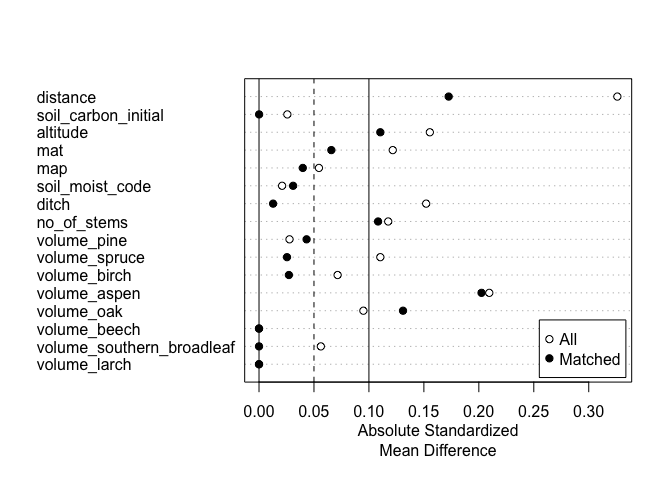 distance
soil_carbon_initial
altitude
mat
map
soil_moist_code
ditch
no_of_stems
volume_pine
volume_spruce
volume_birch
volume_aspen
volume_oak
volume_beech
volume_southern_broadleaf
volume_larch
All
Matched
0.00 0.05 0.10 0.15 0.20 0.25 0.30
Absolute Standardized
Mean Difference